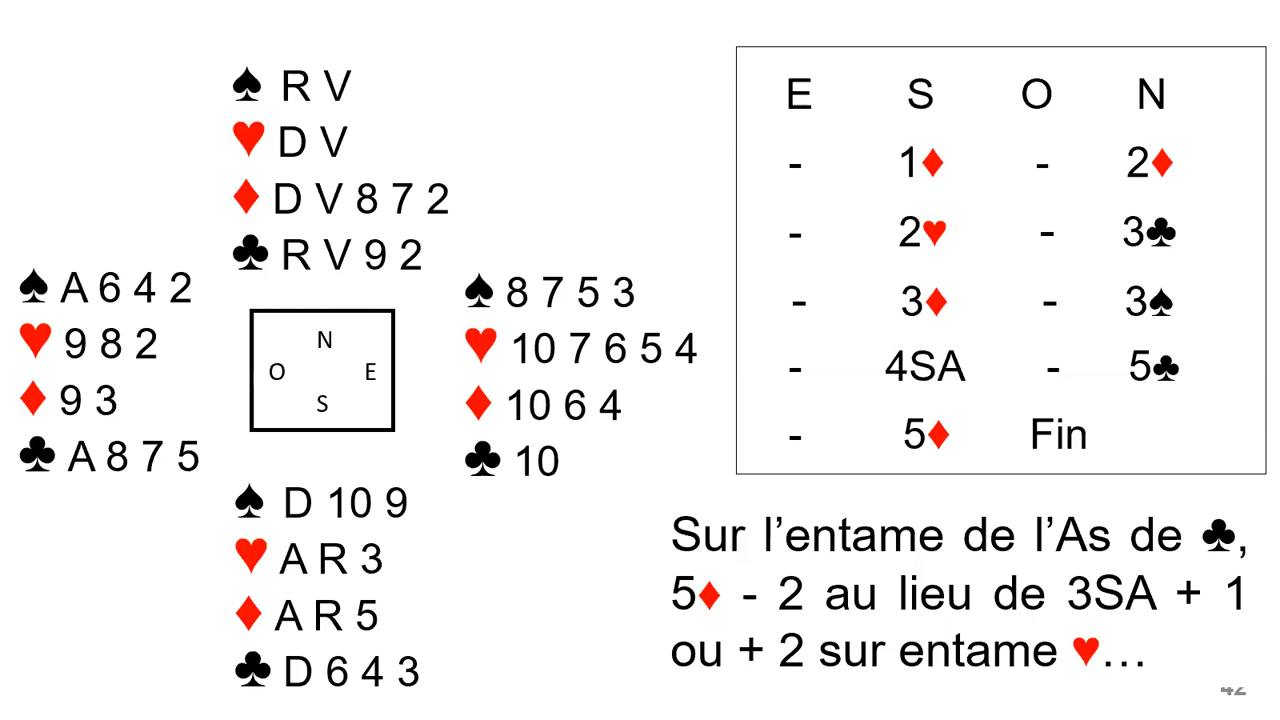 ♠ R V
♥ D V
♦ D V 8 7 2
♣ R V 9 2
♠ A 6 4 2
♥ 9 8 2
♦ 9 3
♣ A 8 7 5
N
O E
S
♠ 8 7 5 3
♥ 10 7 6 5 4
♦ 10 6 4
♣ 10
♠ D 10 9
♥ A R 3
♦ A R 5
♣ D 6 4 3
E S O N
- 1♦ - 2♦
- 2♥ - 3♣
- 3♦ - 3♠
- 4SA - 5♣
- 5♦ Fin
Sur l’entame de l’As de ♣,
5♦ - 2 au lieu de 3SA + 1
ou + 2 sur entame ♥…
42